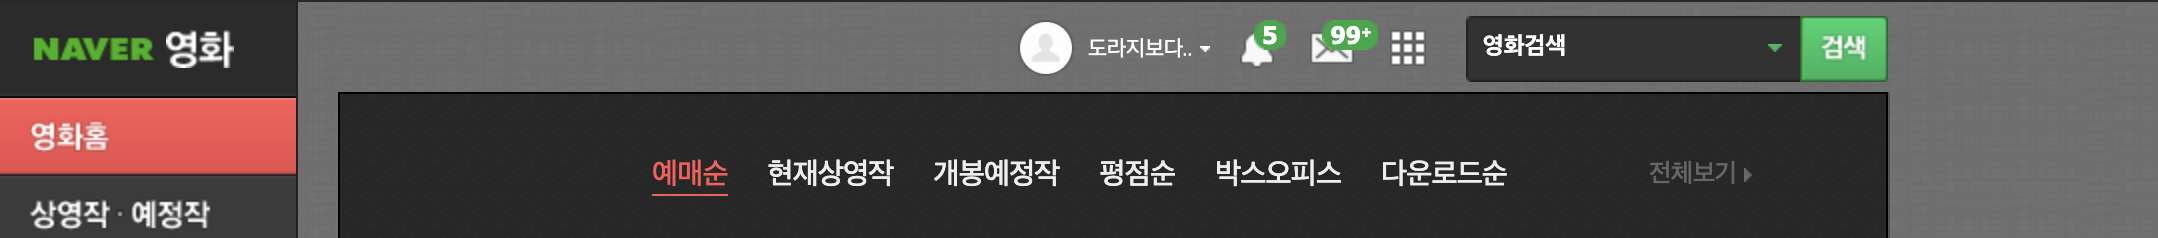 NAVER 영화
도라지보다..
5
99+
영화검색
검색
영화홈
상영작 · 예정작
예매순 현재상영작 개봉예정작 평점순 박스오피스 다운로드순 전체보기